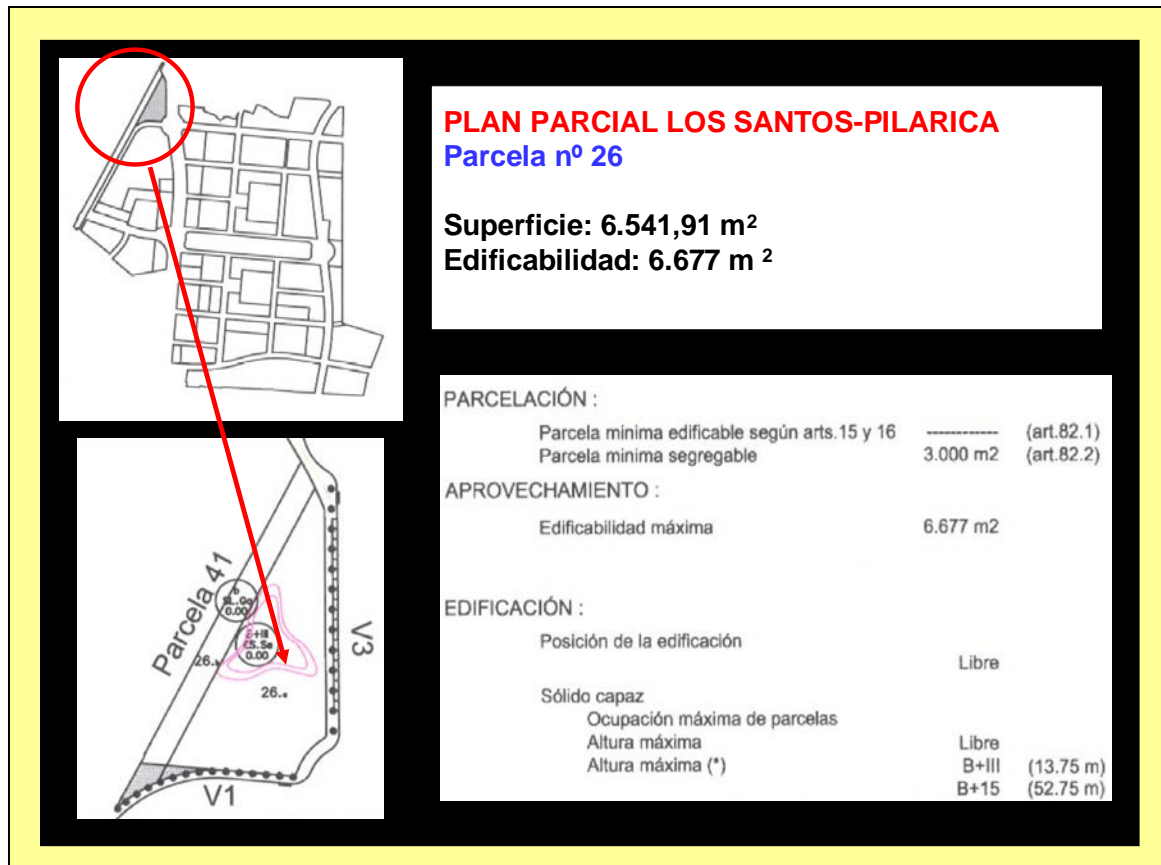 PLAN PARCIAL LOS SANTOS-PILARICA
Parcela nº 26
Superficie: 6.541,91 m²
Edificabilidad: 6.677 m ²
PARCELACIÓN :
Parcela minima edificable según arts.15 y 16 ------------ (art.82.1)
Parcela minima segregable 3.000 m2 (art.82.2)
APROVECHAMIENTO :
Edificabilidad máxima 6.677 m2
EDIFICACIÓN :
Posición de la edificación
Libre
Sólido capaz
Ocupación máxima de parcelas
Altura máxima Libre
Altura máxima (*) B+III (13.75 m)
B+15 (52.75 m)
Parcela 41
0.00
0.00
26.
26.
V3
V1